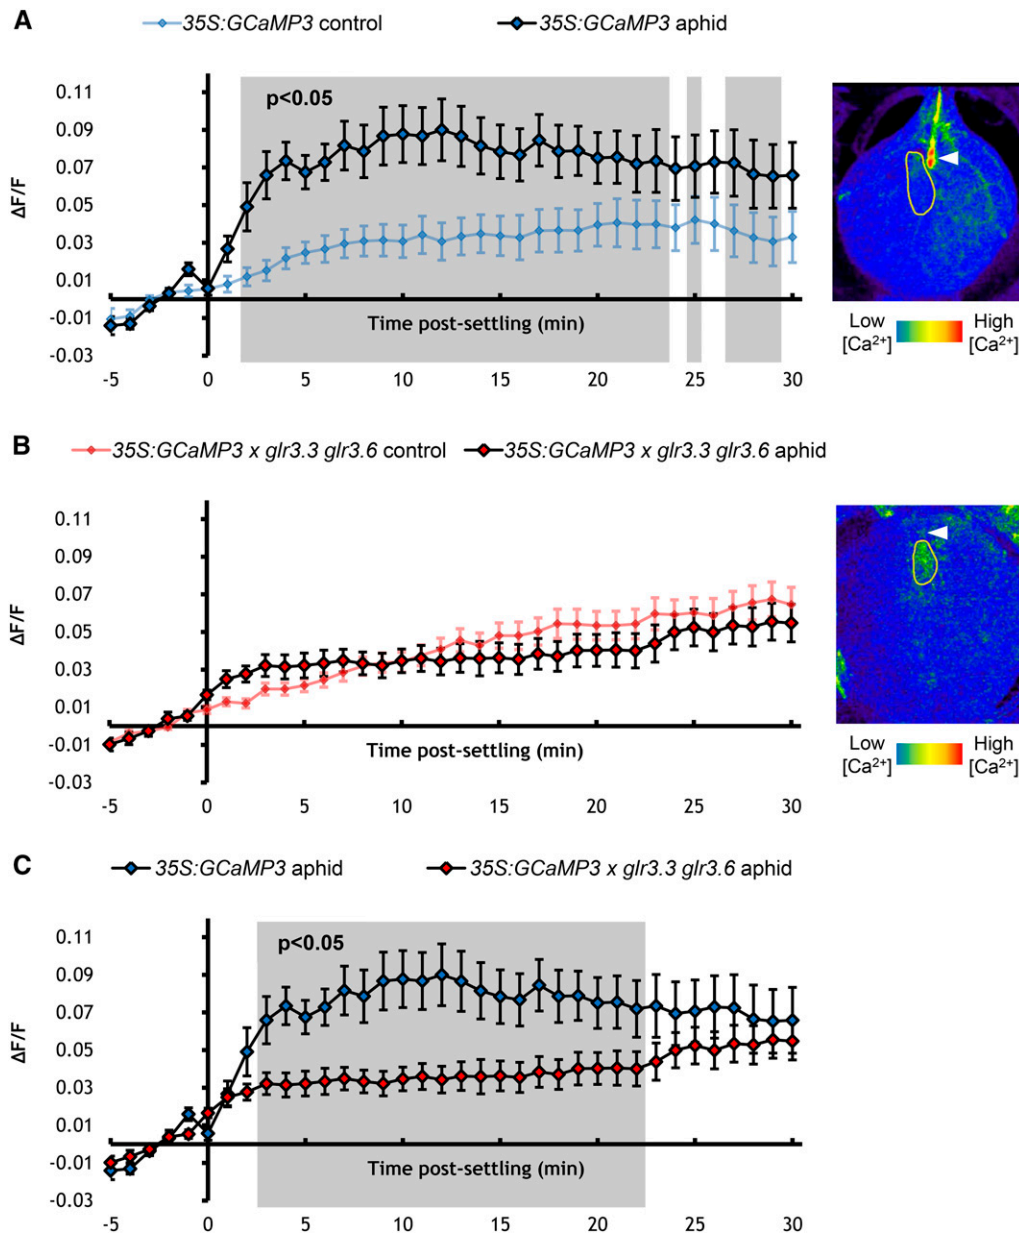 A
35S:GCaMP3 control
35S:GCaMP3 aphid
0.11
0.09
0.07
0.05
0.03
0.01
-0.01
-0.03
ΔF/F
p<0.05
Time post-settling (min)
-5 0 5 10 15 20 25 30
Low [Ca²⁺]
High [Ca²⁺]
B
35S:GCaMP3 x glr3.3 glr3.6 control
35S:GCaMP3 x glr3.3 glr3.6 aphid
0.11
0.09
0.07
0.05
0.03
0.01
-0.01
-0.03
ΔF/F
Time post-settling (min)
-5 0 5 10 15 20 25 30
Low [Ca²⁺]
High [Ca²⁺]
C
35S:GCaMP3 aphid
35S:GCaMP3 x glr3.3 glr3.6 aphid
0.11
0.09
0.07
0.05
0.03
0.01
-0.01
-0.03
ΔF/F
p<0.05
Time post-settling (min)
-5 0 5 10 15 20 25 30